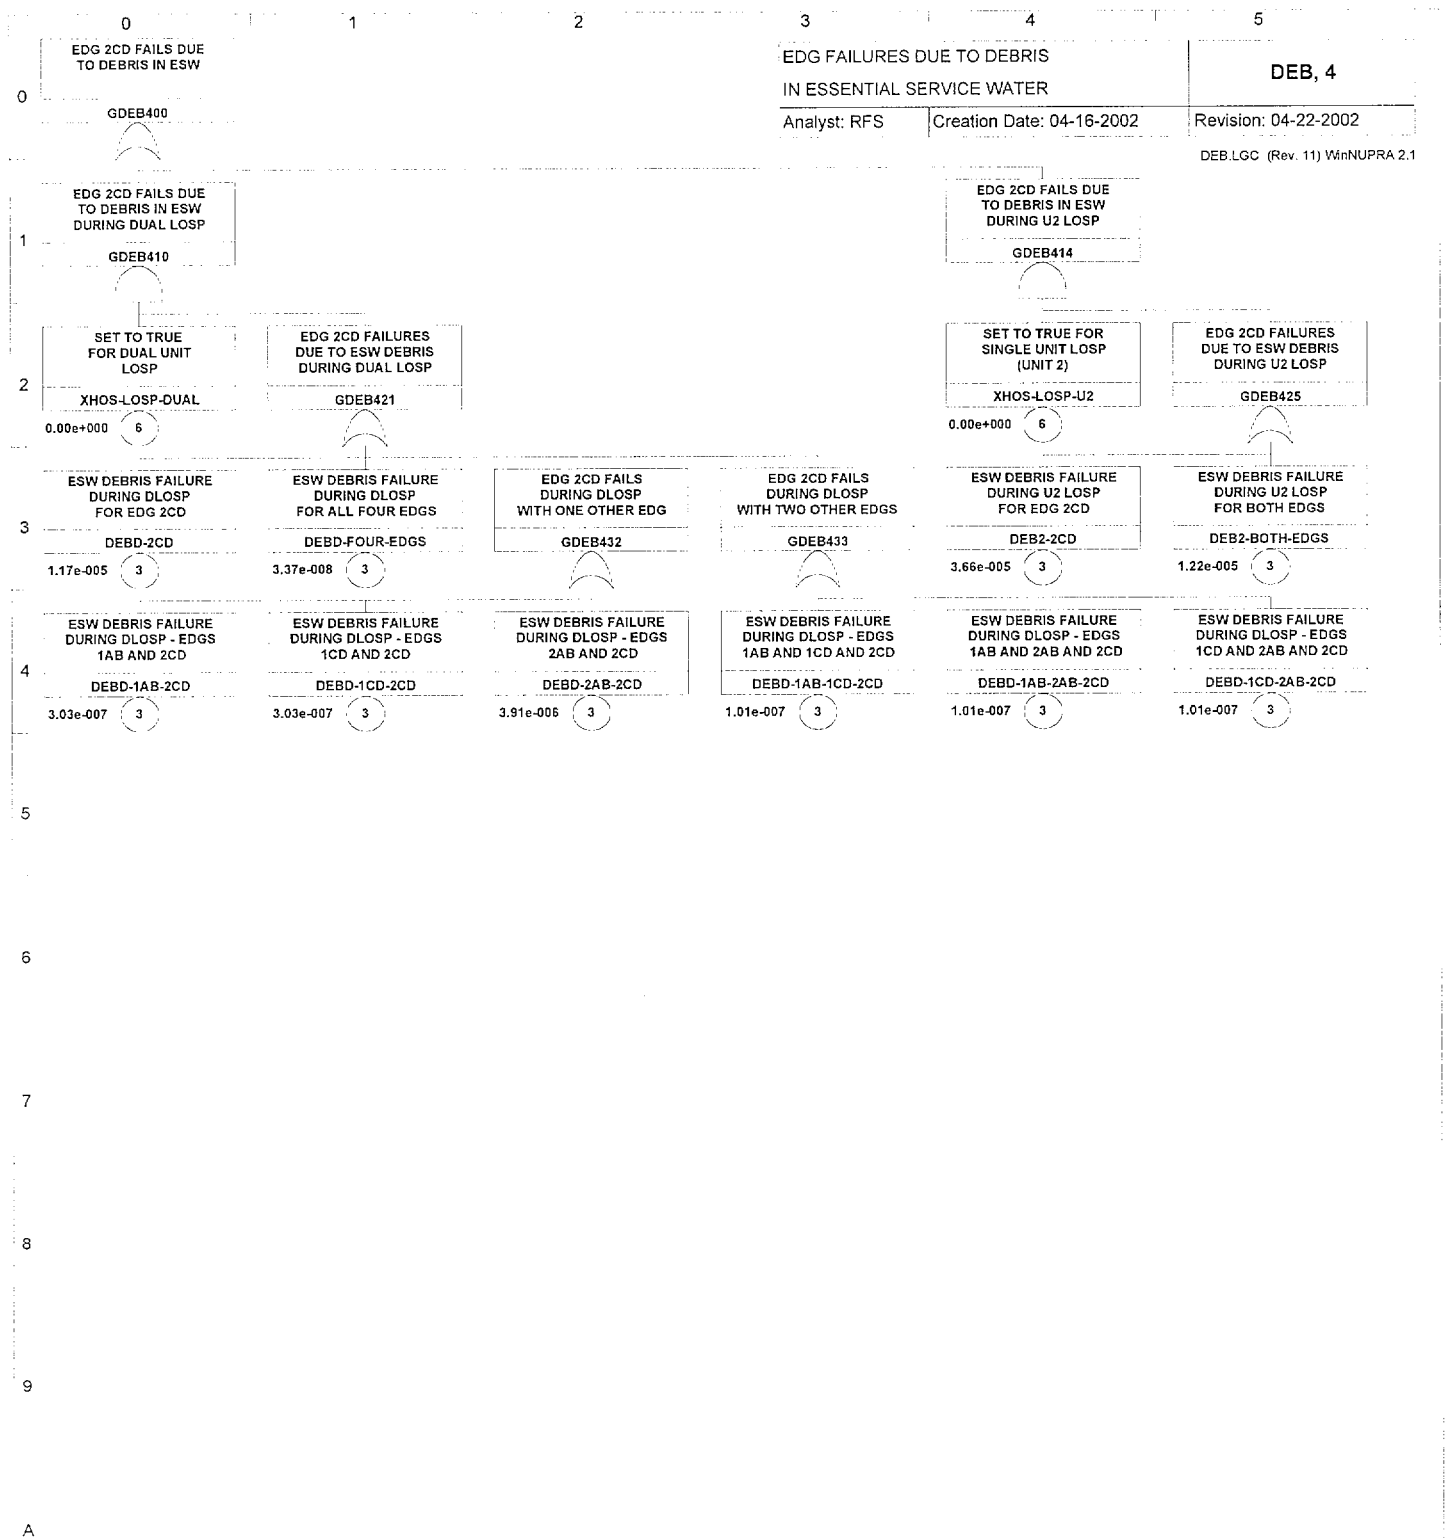 0 1 2 3 4 5
EDG 2CD FAILS DUE
TO DEBRIS IN ESW
GDEB400
EDG FAILURES DUE TO DEBRIS
IN ESSENTIAL SERVICE WATER
DEB, 4
Analyst: RFS
Creation Date: 04-16-2002
Revision: 04-22-2002
DEB.LGC (Rev. 11) WinNUPRA 2.1
0
EDG 2CD FAILS DUE
TO DEBRIS IN ESW
DURING DUAL LOSP
GDEB410
EDG 2CD FAILS DUE
TO DEBRIS IN ESW
DURING U2 LOSP
GDEB414
1
SET TO TRUE
FOR DUAL UNIT
LOSP
XHOS-LOSP-DUAL
0.00e+000 6
EDG 2CD FAILURES
DUE TO ESW DEBRIS
DURING DUAL LOSP
GDEB421
SET TO TRUE FOR
SINGLE UNIT LOSP
(UNIT 2)
XHOS-LOSP-U2
0.00e+000 6
EDG 2CD FAILURES
DUE TO ESW DEBRIS
DURING U2 LOSP
GDEB425
2
ESW DEBRIS FAILURE
DURING DLOSP
FOR EDG 2CD
DEBD-2CD
1.17e-005 3
ESW DEBRIS FAILURE
DURING DLOSP
FOR ALL FOUR EDGS
DEBD-FOUR-EDGS
3.37e-008 3
EDG 2CD FAILS
DURING DLOSP
WITH ONE OTHER EDG
GDEB432
EDG 2CD FAILS
DURING DLOSP
WITH TWO OTHER EDGS
GDEB433
ESW DEBRIS FAILURE
DURING U2 LOSP
FOR EDG 2CD
DEB2-2CD
3.66e-005 3
ESW DEBRIS FAILURE
DURING U2 LOSP
FOR BOTH EDGS
DEB2-BOTH-EDGS
1.22e-005 3
3
ESW DEBRIS FAILURE
DURING DLOSP - EDGS
1AB AND 2CD
DEBD-1AB-2CD
3.03e-007 3
ESW DEBRIS FAILURE
DURING DLOSP - EDGS
1CD AND 2CD
DEBD-1CD-2CD
3.03e-007 3
ESW DEBRIS FAILURE
DURING DLOSP - EDGS
2AB AND 2CD
DEBD-2AB-2CD
3.91e-006 3
ESW DEBRIS FAILURE
DURING DLOSP - EDGS
1AB AND 1CD AND 2CD
DEBD-1AB-1CD-2CD
1.01e-007 3
ESW DEBRIS FAILURE
DURING DLOSP - EDGS
1AB AND 2AB AND 2CD
DEBD-1AB-2AB-2CD
1.01e-007 3
ESW DEBRIS FAILURE
DURING DLOSP - EDGS
1CD AND 2AB AND 2CD
DEBD-1CD-2AB-2CD
1.01e-007 3
4
5
6
7
8
9
A